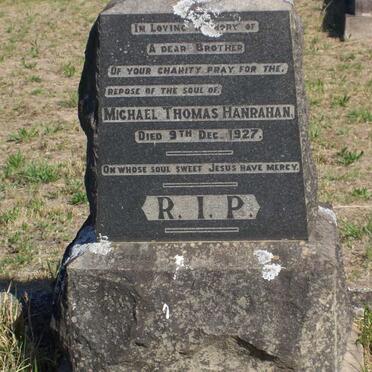 In Loving Memory of
A Dear Brother
Of your charity pray for the,
repose of the soul of,
Michael Thomas Hanrahan,
Died 9th Dec. 1927.
On whose soul sweet Jesus have mercy.
R.I.P.